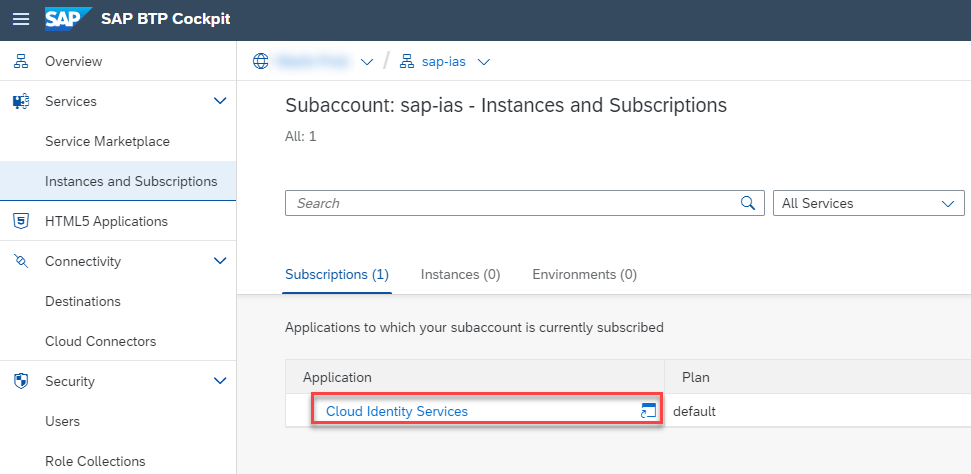 SAP SAP BTP Cockpit
Overview
Services
Service Marketplace
Instances and Subscriptions
HTML5 Applications
Connectivity
Destinations
Cloud Connectors
Security
Users
Role Collections
/ sap-ias
Subaccount: sap-ias - Instances and Subscriptions
All: 1
Search
All Services
Subscriptions (1) Instances (0) Environments (0)
Applications to which your subaccount is currently subscribed
Application Plan
Cloud Identity Services default